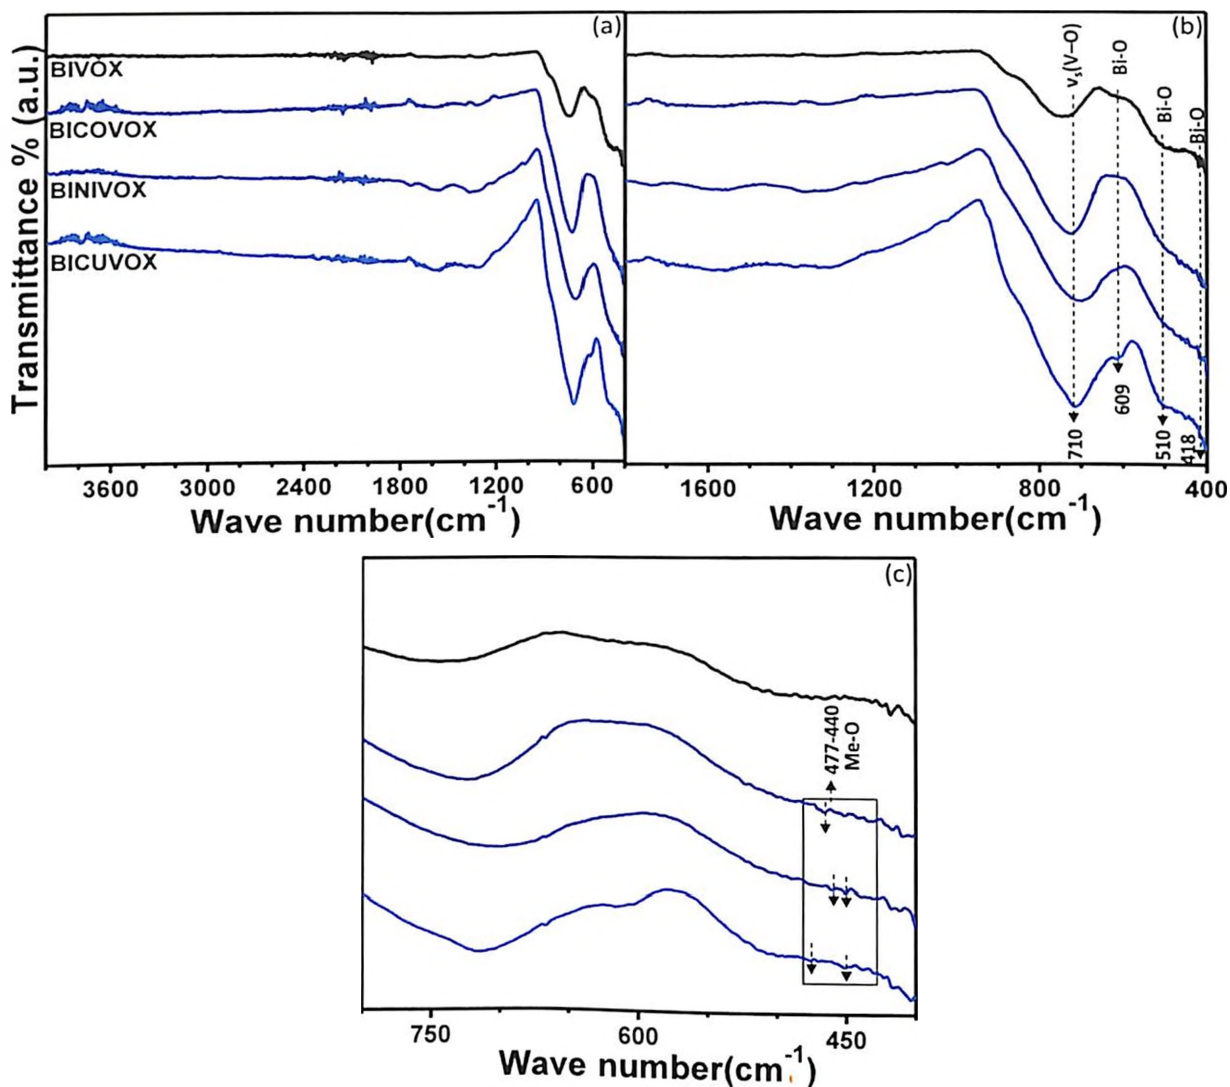 (a)
(b)
Transmittance % (a.u.)
BIVOX
BICOVOX
BINIVOX
BICUVOX
νs(V–O)
Bi-O
Bi-O
Bi-O
710
609
510
418
3600 3000 2400 1800 1200 600
1600 1200 800 400
Wave number(cm-1)
Wave number(cm-1)
(c)
477-440
Me-O
750 600 450
Wave number(cm-1)